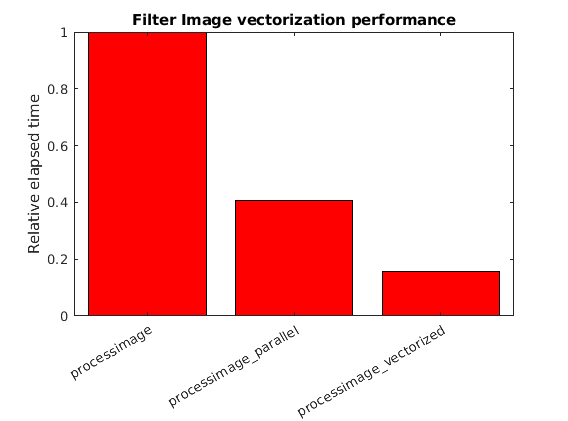 Filter Image vectorization performance
Relative elapsed time
1
0.8
0.6
0.4
0.2
0
processimage
processimage_parallel
processimage_vectorized